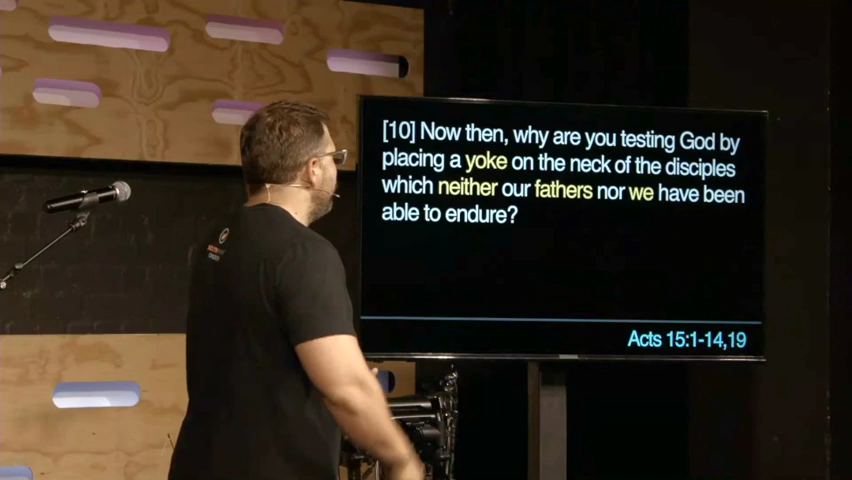 [10] Now then, why are you testing God by
placing a yoke on the neck of the disciples
which neither our fathers nor we have been
able to endure?
Acts 15:1-14,19